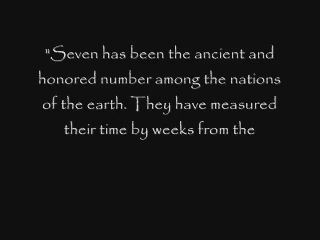 "Seven has been the ancient and
honored number among the nations
of the earth. They have measured
their time by weeks from the